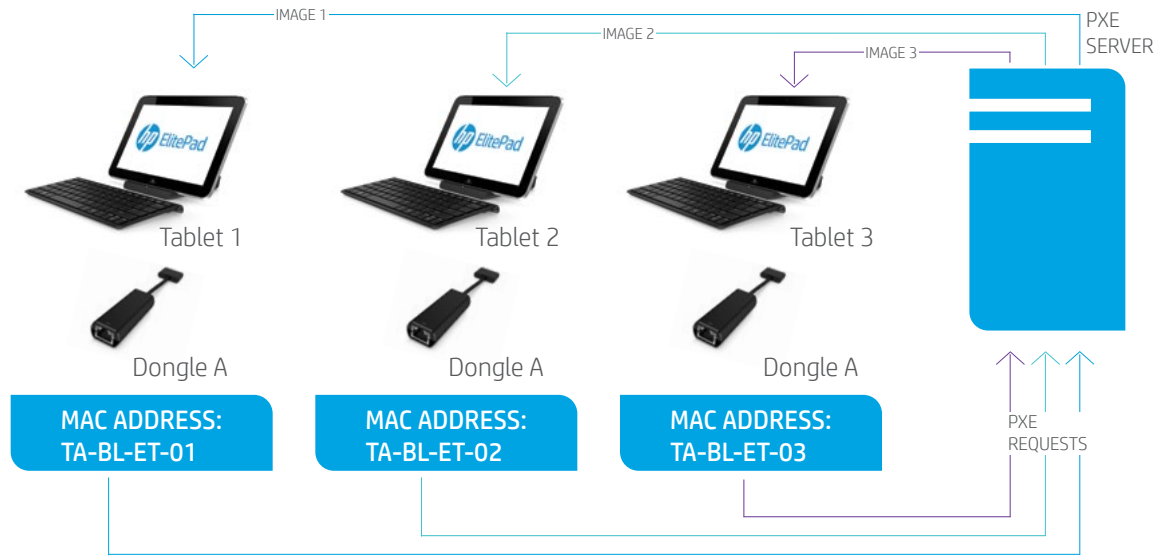 IMAGE 1
PXE
SERVER
IMAGE 2
IMAGE 3
hp ElitePad
hp ElitePad
hp ElitePad
Tablet 1
Tablet 2
Tablet 3
Dongle A
Dongle A
Dongle A
MAC ADDRESS:
TA-BL-ET-01
MAC ADDRESS:
TA-BL-ET-02
MAC ADDRESS:
TA-BL-ET-03
PXE
REQUESTS